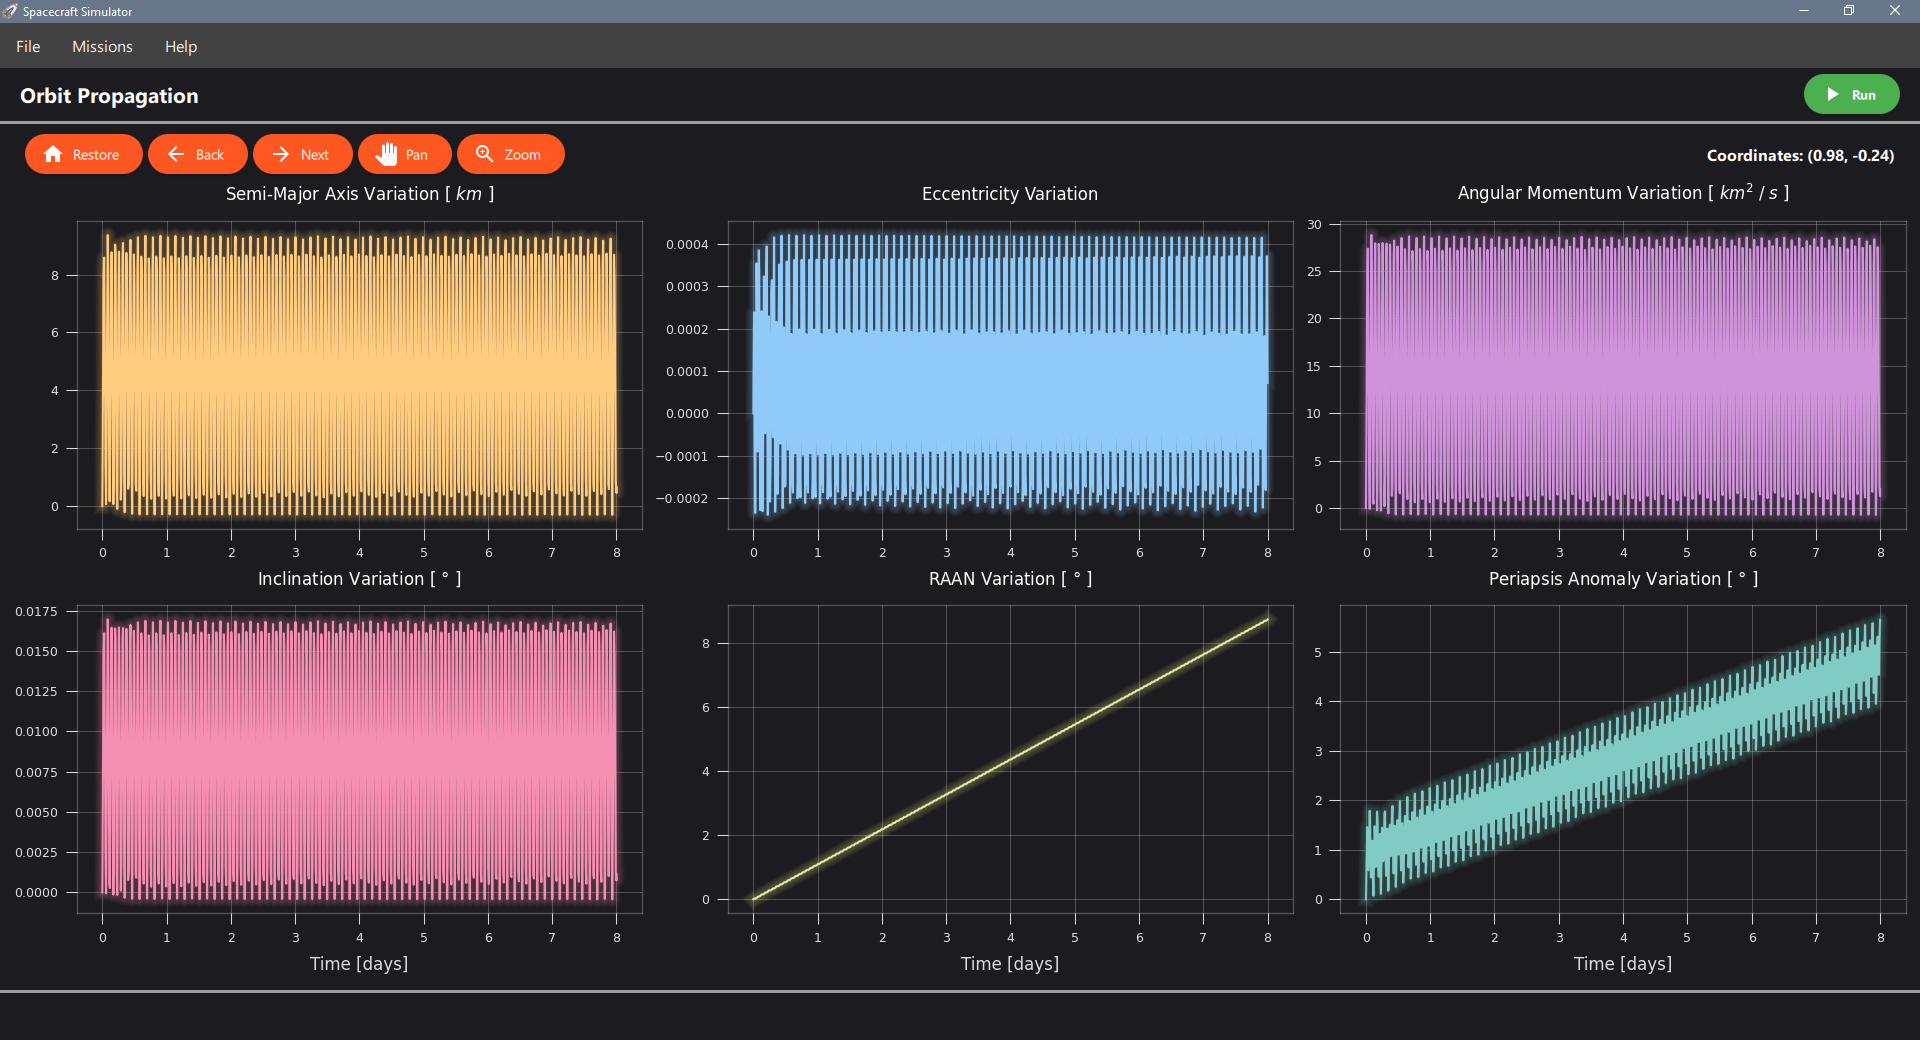 Spacecraft Simulator
File Missions Help
Orbit Propagation
Run
Restore Back Next Pan Zoom
Coordinates: (0.98, -0.24)
Semi-Major Axis Variation [ km ]
8
6
4
2
0
0 1 2 3 4 5 6 7 8
Eccentricity Variation
0.0004
0.0003
0.0002
0.0001
0.0000
−0.0001
−0.0002
0 1 2 3 4 5 6 7 8
Angular Momentum Variation [ km² / s ]
30
25
20
15
10
5
0
0 1 2 3 4 5 6 7 8
Inclination Variation [ ° ]
0.0175
0.0150
0.0125
0.0100
0.0075
0.0050
0.0025
0.0000
0 1 2 3 4 5 6 7 8
Time [days]
RAAN Variation [ ° ]
8
6
4
2
0
0 1 2 3 4 5 6 7 8
Time [days]
Periapsis Anomaly Variation [ ° ]
5
4
3
2
1
0
0 1 2 3 4 5 6 7 8
Time [days]